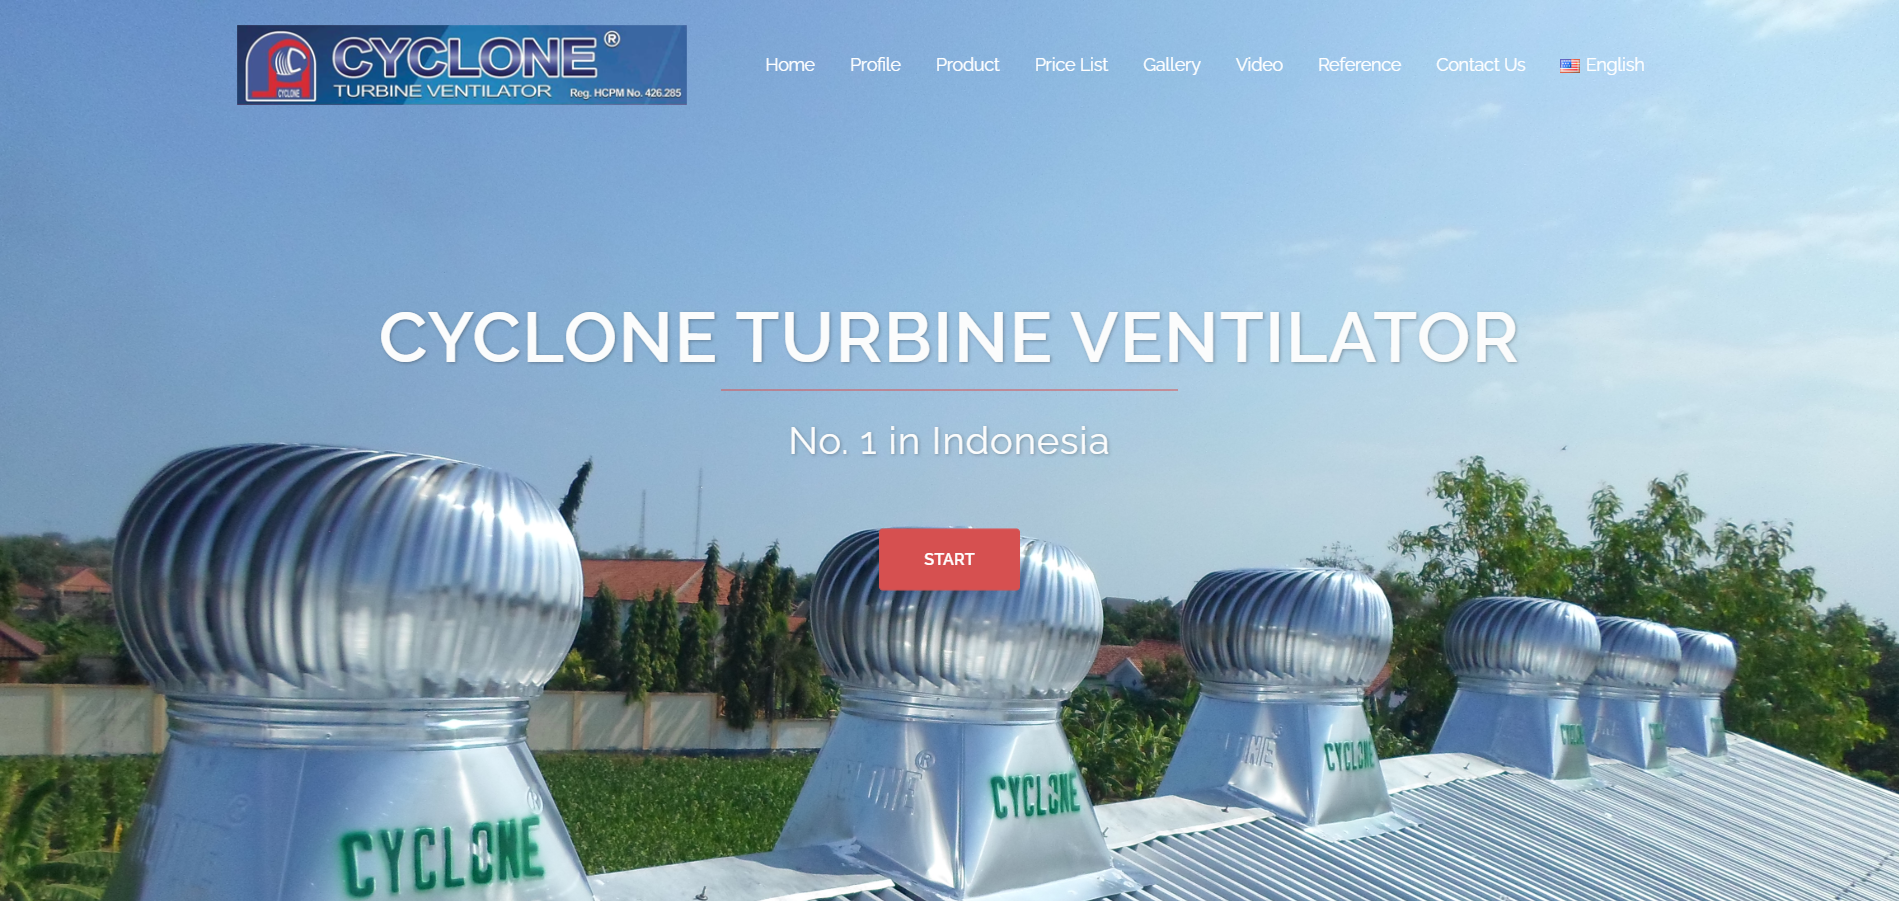 CYCLONE ®
TURBINE VENTILATOR
Reg. HCPM No. 426.285
CYCLONE
Home
Profile
Product
Price List
Gallery
Video
Reference
Contact Us
English
CYCLONE TURBINE VENTILATOR
No. 1 in Indonesia
START
®
CYCLONE
®
CYCLONE
CYCLONE
CYCLONE